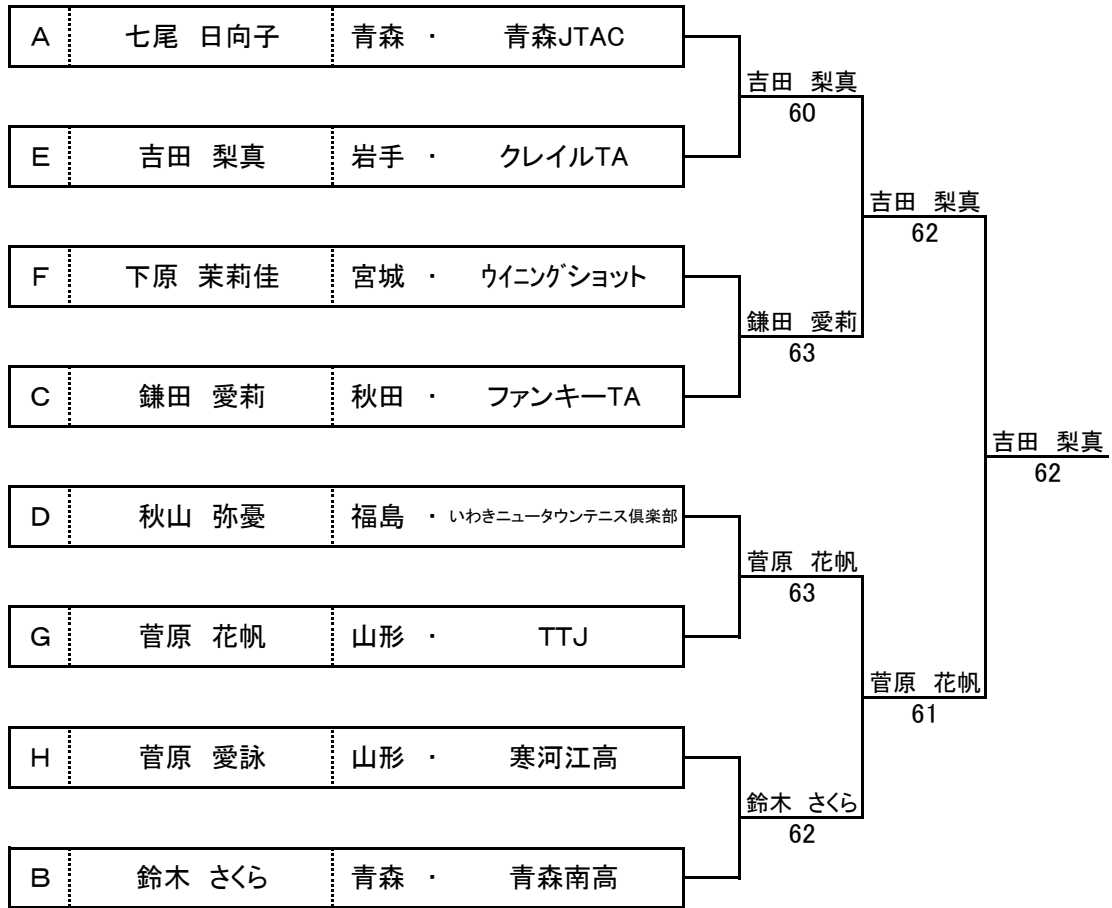 A 七尾 日向子 青森 ・ 青森JTAC
吉田 梨真
60
E 吉田 梨真 岩手 ・ クレイルTA
吉田 梨真
62
F 下原 茉莉佳 宮城 ・ ウイニングショット
鎌田 愛莉
63
C 鎌田 愛莉 秋田 ・ ファンキーTA
吉田 梨真
62
D 秋山 弥憂 福島 ・ いわきニュータウンテニス倶楽部
菅原 花帆
63
G 菅原 花帆 山形 ・ TTJ
菅原 花帆
61
H 菅原 愛詠 山形 ・ 寒河江高
鈴木 さくら
62
B 鈴木 さくら 青森 ・ 青森南高